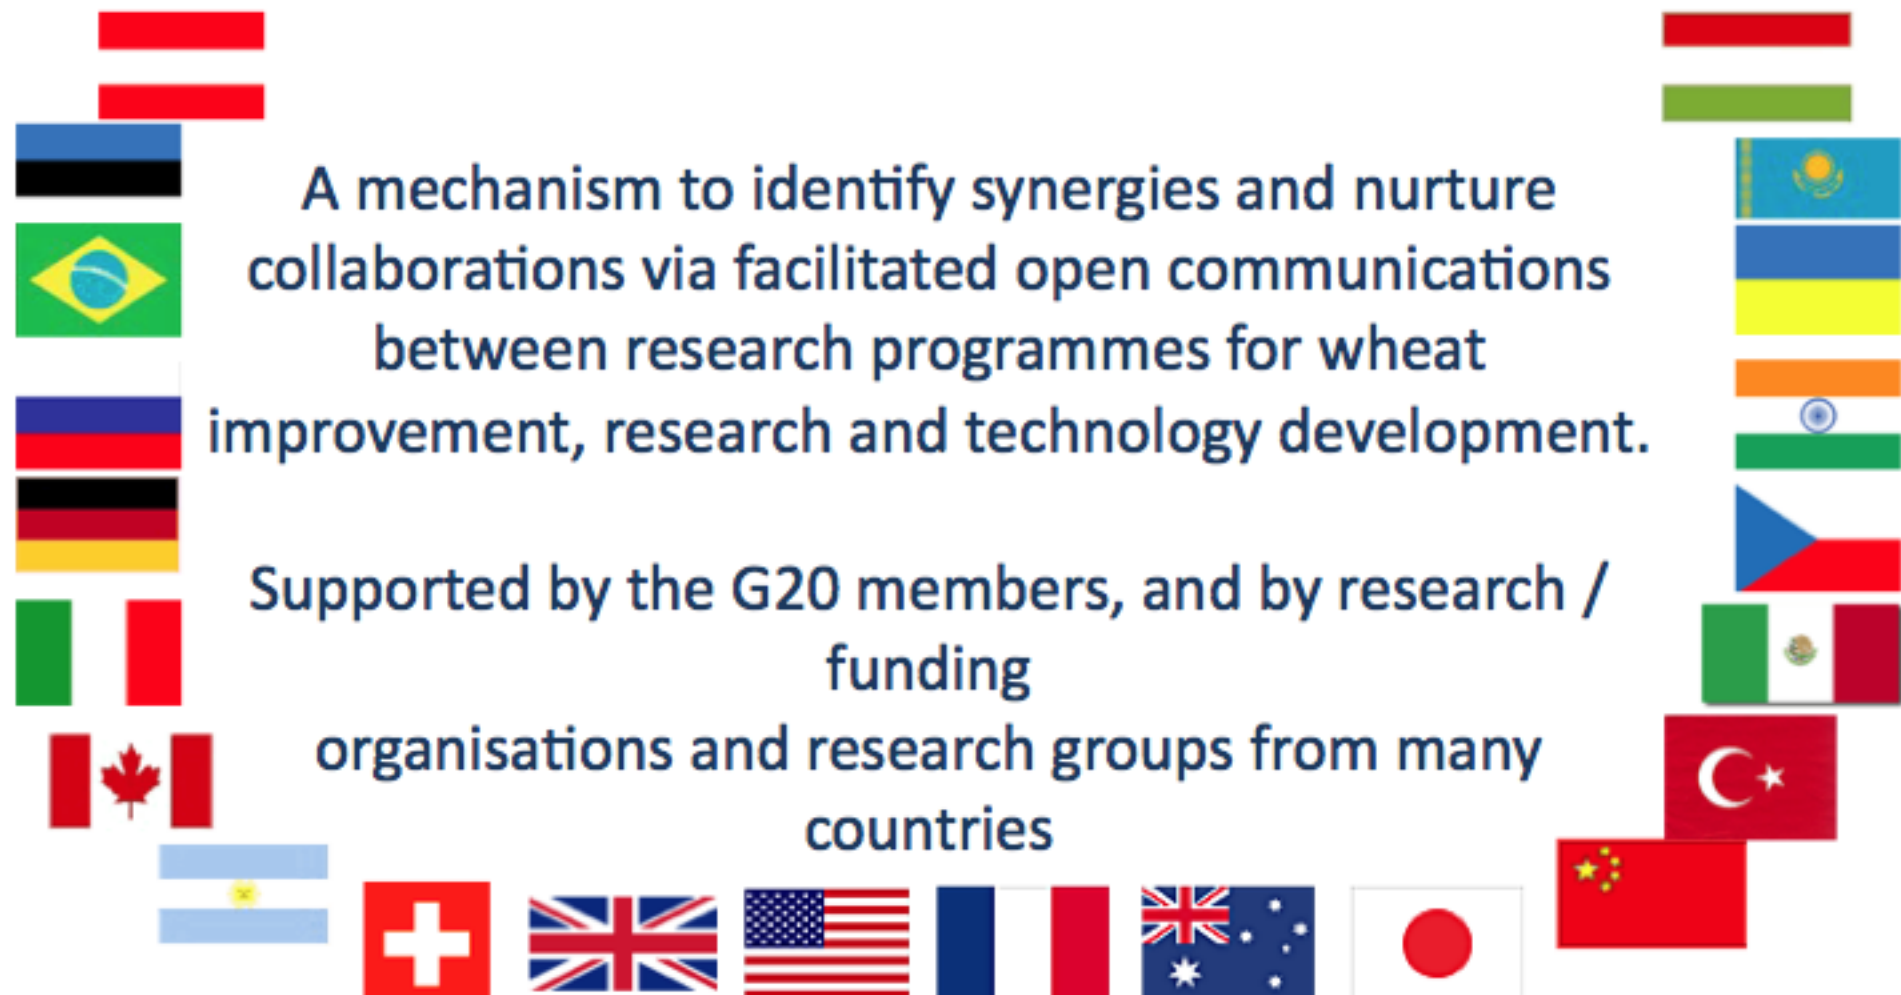 A mechanism to identify synergies and nurture
collaborations via facilitated open communications
between research programmes for wheat
improvement, research and technology development.
Supported by the G20 members, and by research /
funding
organisations and research groups from many
countries